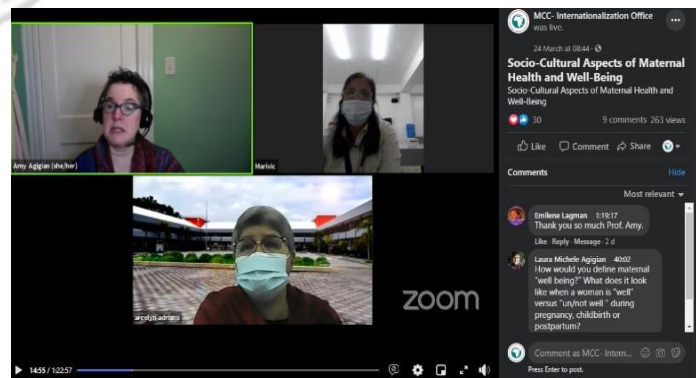 Amy Agigian (she/her)
Marivic
arcelyn adriano
zoom
14:55 / 1:22:57
MCC- Internationalization Office
was live.
24 March at 08:44
Socio-Cultural Aspects of Maternal
Health and Well-Being
Socio-Cultural Aspects of Maternal Health and
Well-Being
30
9 comments 263 views
Like Comment Share
Comments Hide
Most relevant
Emilene Lagman 1:19:17
Thank you so much Prof. Amy.
Like · Reply · Message · 2 d
Laura Michele Agigian 40:02
How would you define maternal
"well being?" What does it look
like when a woman is "well"
versus "un/not well" during
pregnancy, childbirth or
postpartum?
Comment as MCC- Intern...
Press Enter to post.